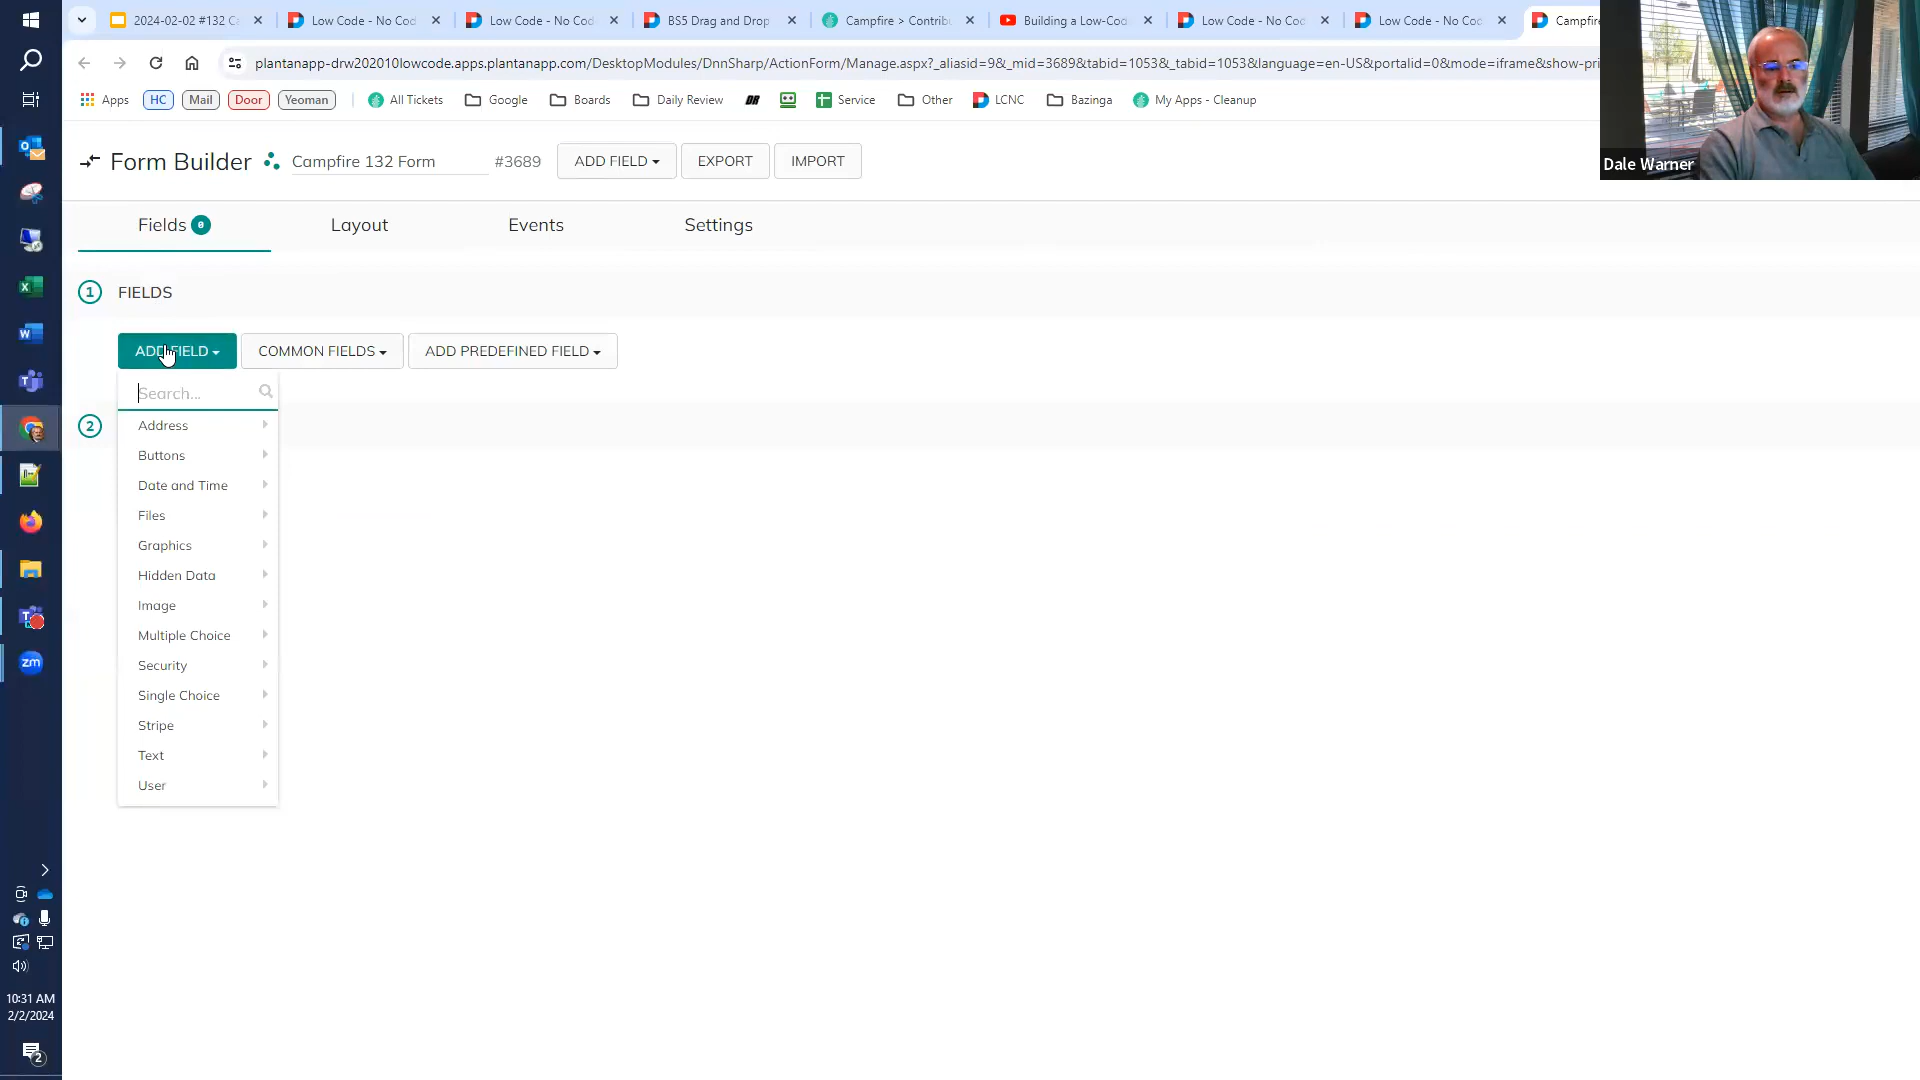 2024-02-02 #132 C
Low Code - No Cod
Low Code - No Cod
BS5 Drag and Drop
Campfire > Contribu
Building a Low-Cod
Low Code - No Cod
Low Code - No Cod
Campfire
plantanapp-drw202010lowcode.apps.plantanapp.com/DesktopModules/DnnSharp/ActionForm/Manage.aspx?_aliasid=9&_mid=3689&tabid=1053&_tabid=1053&language=en-US&portalid=0&mode=iframe&show-pri
Apps HC Mail Door Yeoman All Tickets Google Boards Daily Review Service Other LCNC Bazinga My Apps - Cleanup
Dale Warner
Form Builder Campfire 132 Form #3689 ADD FIELD EXPORT IMPORT
Fields 0 Layout Events Settings
1 FIELDS
ADD FIELD COMMON FIELDS ADD PREDEFINED FIELD
Search...
2
Address
Buttons
Date and Time
Files
Graphics
Hidden Data
Image
Multiple Choice
Security
Single Choice
Stripe
Text
User
zm
10:31 AM
2/2/2024
2